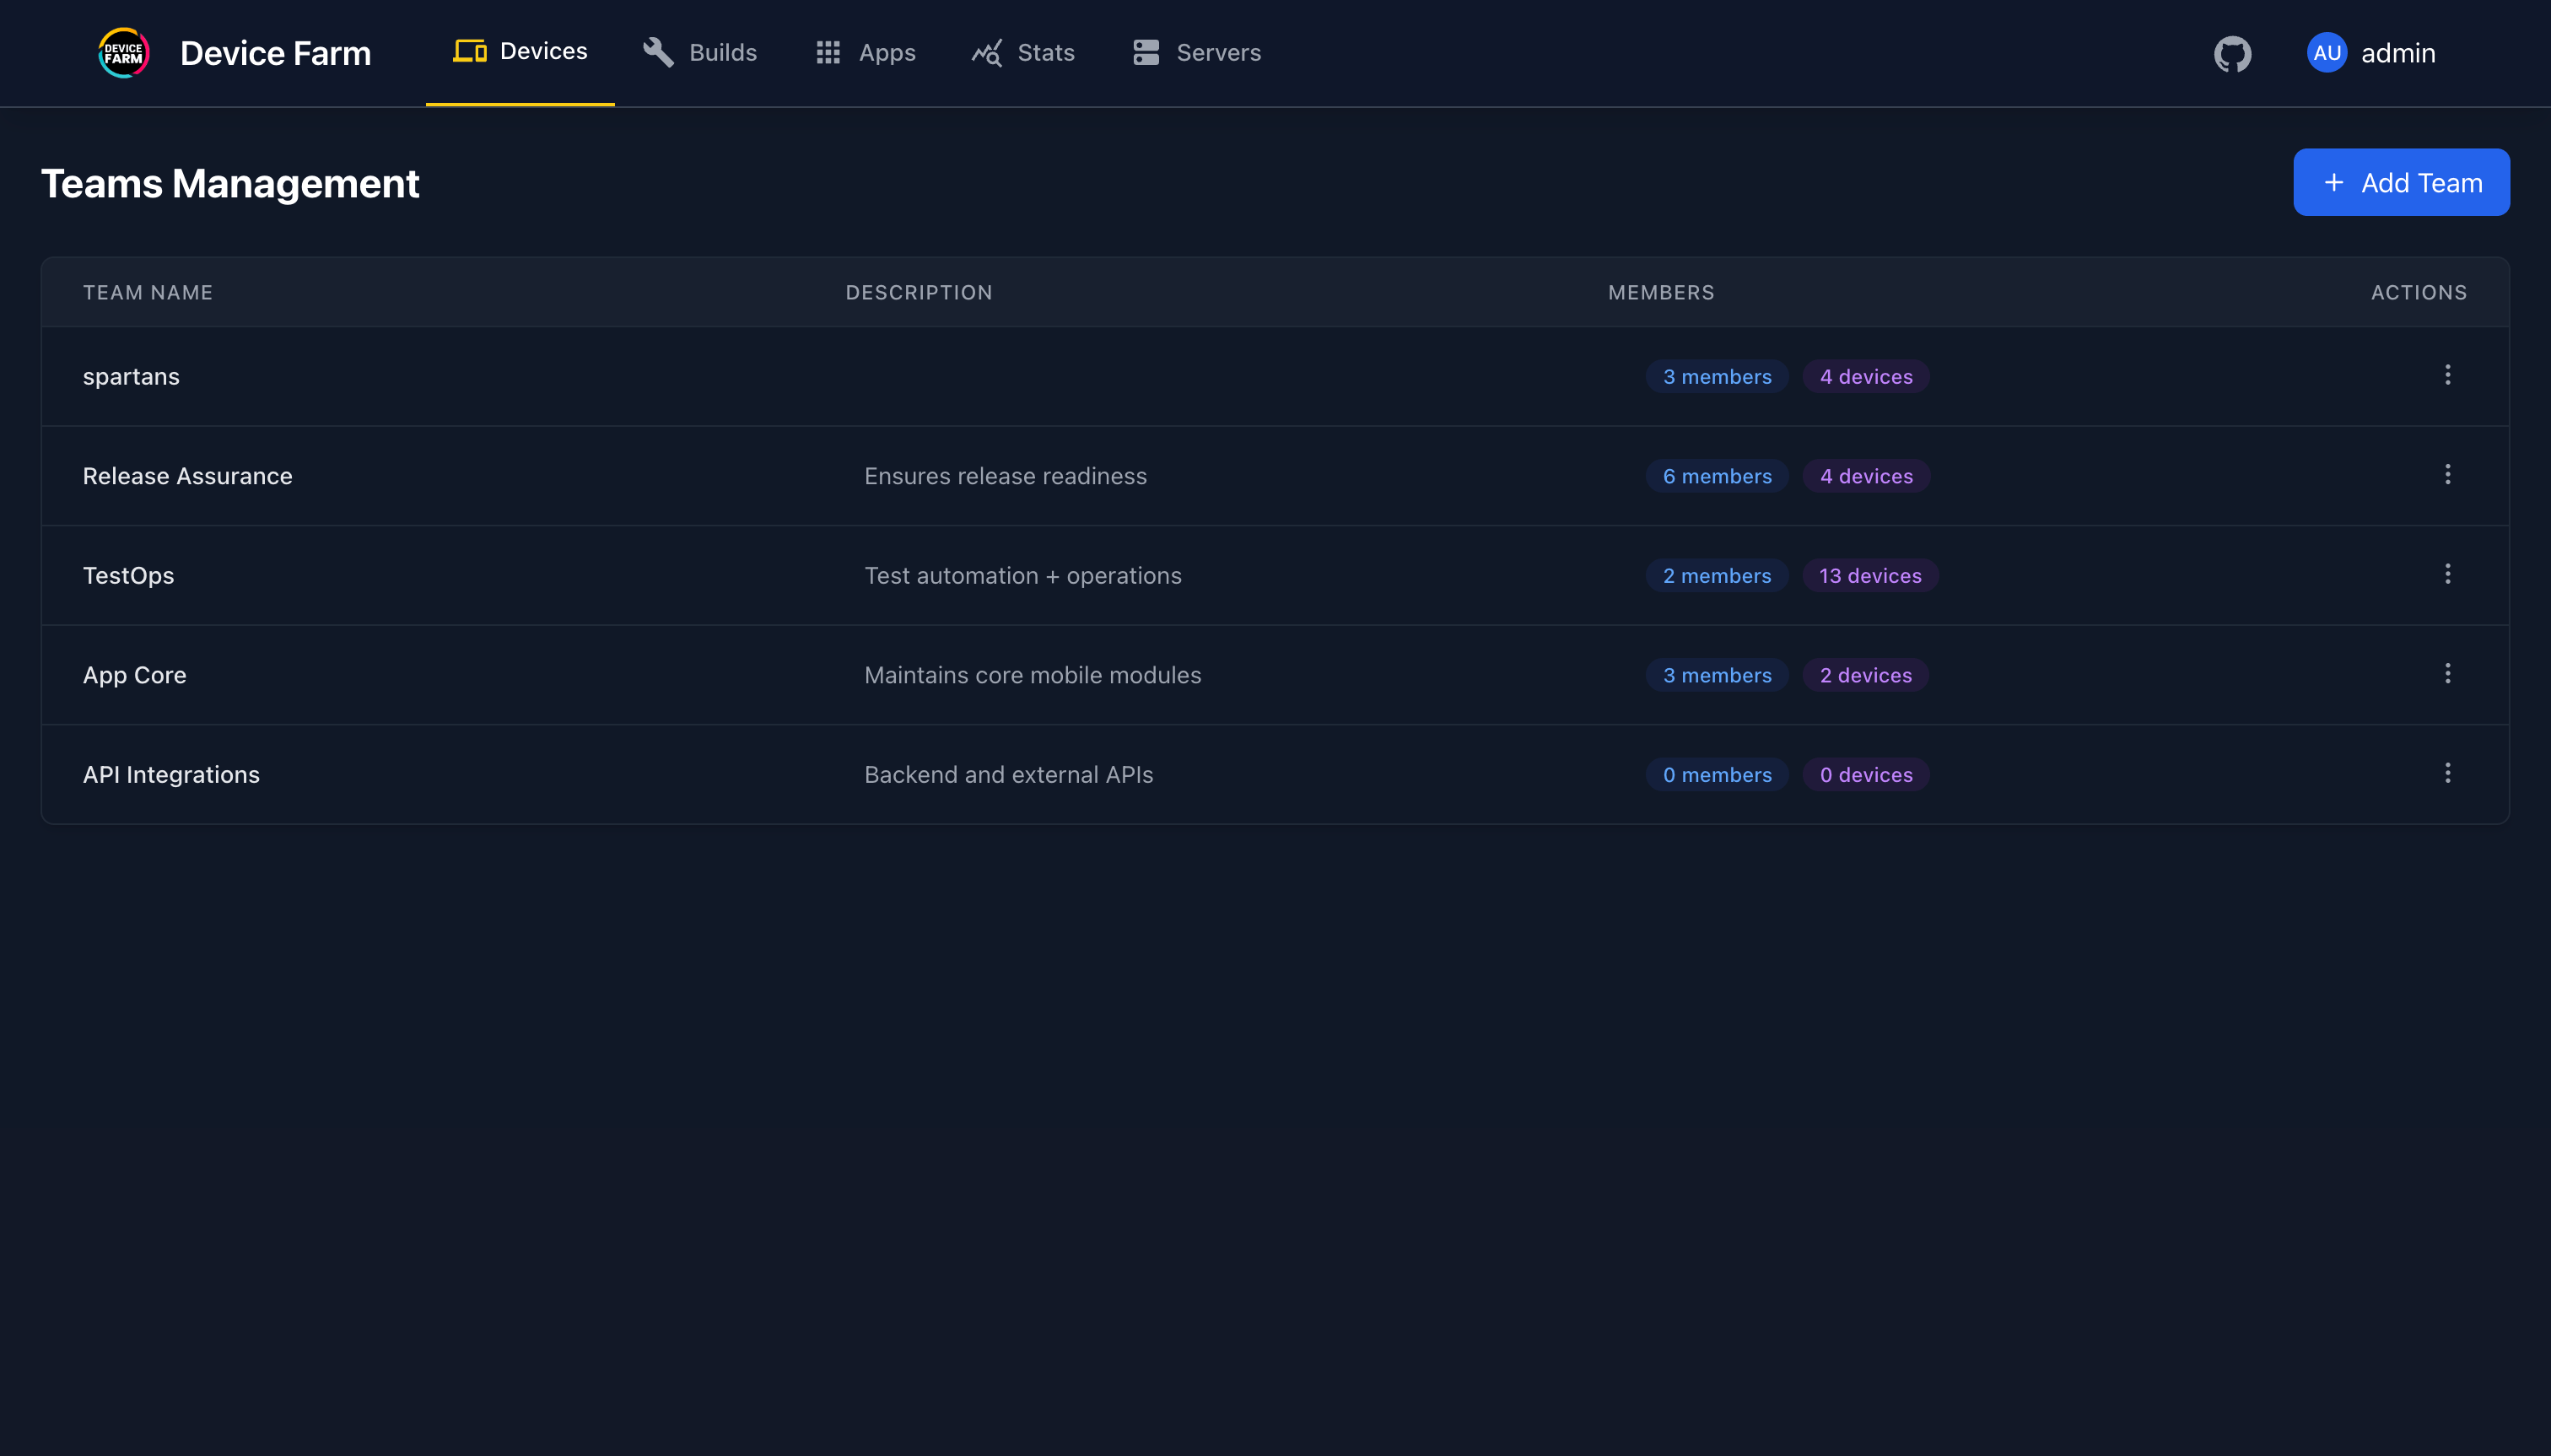 DEVICE
FARM
Device Farm
Devices
Builds
Apps
Stats
Servers
AU
admin
Teams Management
+ Add Team
TEAM NAME
DESCRIPTION
MEMBERS
ACTIONS
spartans
3 members
4 devices
Release Assurance
Ensures release readiness
6 members
4 devices
TestOps
Test automation + operations
2 members
13 devices
App Core
Maintains core mobile modules
3 members
2 devices
API Integrations
Backend and external APIs
0 members
0 devices